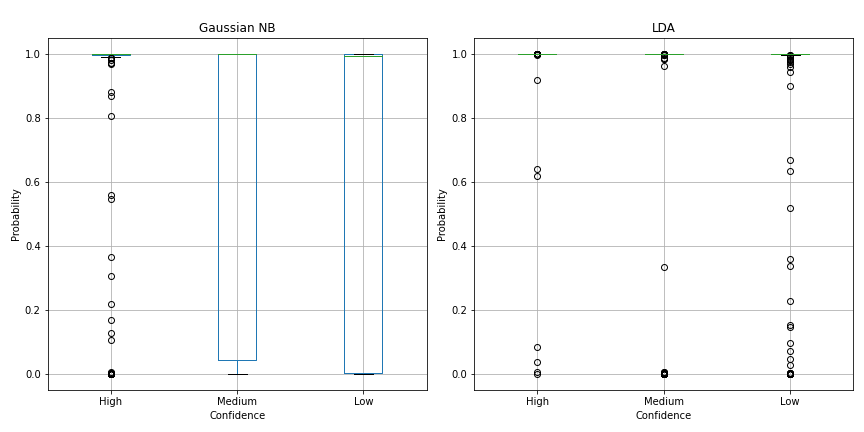 Gaussian NB
1.0
0.8
0.6
0.4
0.2
0.0
Probability
High Medium Low
Confidence
LDA
1.0
0.8
0.6
0.4
0.2
0.0
Probability
High Medium Low
Confidence